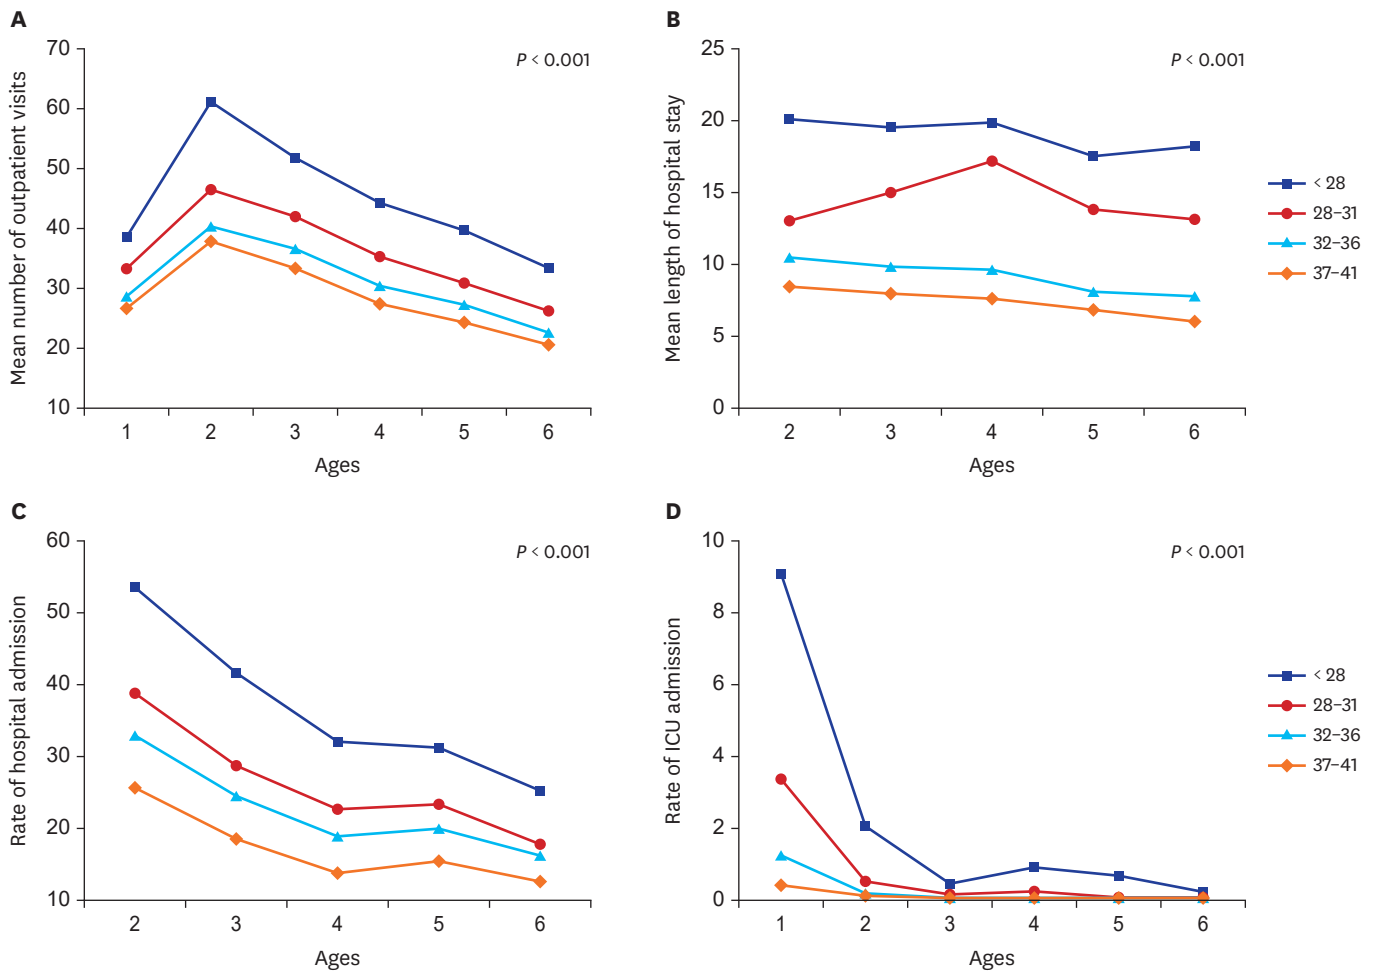 A
P < 0.001
Mean number of outpatient visits
70
60
50
40
30
20
10
1 2 3 4 5 6
Ages
B
P < 0.001
Mean length of hospital stay
25
20
15
10
5
0
2 3 4 5 6
Ages
< 28
28–31
32–36
37–41
C
P < 0.001
Rate of hospital admission
60
50
40
30
20
10
2 3 4 5 6
Ages
D
P < 0.001
Rate of ICU admission
10
8
6
4
2
0
1 2 3 4 5 6
Ages
< 28
28–31
32–36
37–41